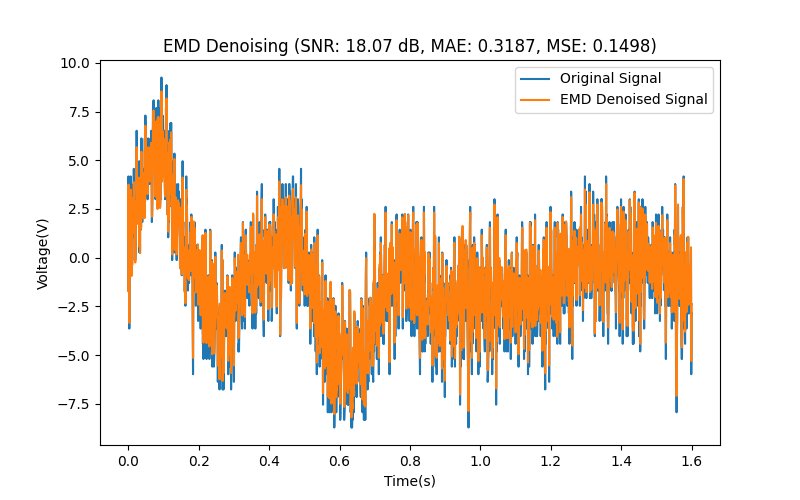 EMD Denoising (SNR: 18.07 dB, MAE: 0.3187, MSE: 0.1498)
Original Signal
EMD Denoised Signal
10.0
7.5
5.0
2.5
0.0
−2.5
−5.0
−7.5
Voltage(V)
0.0 0.2 0.4 0.6 0.8 1.0 1.2 1.4 1.6
Time(s)